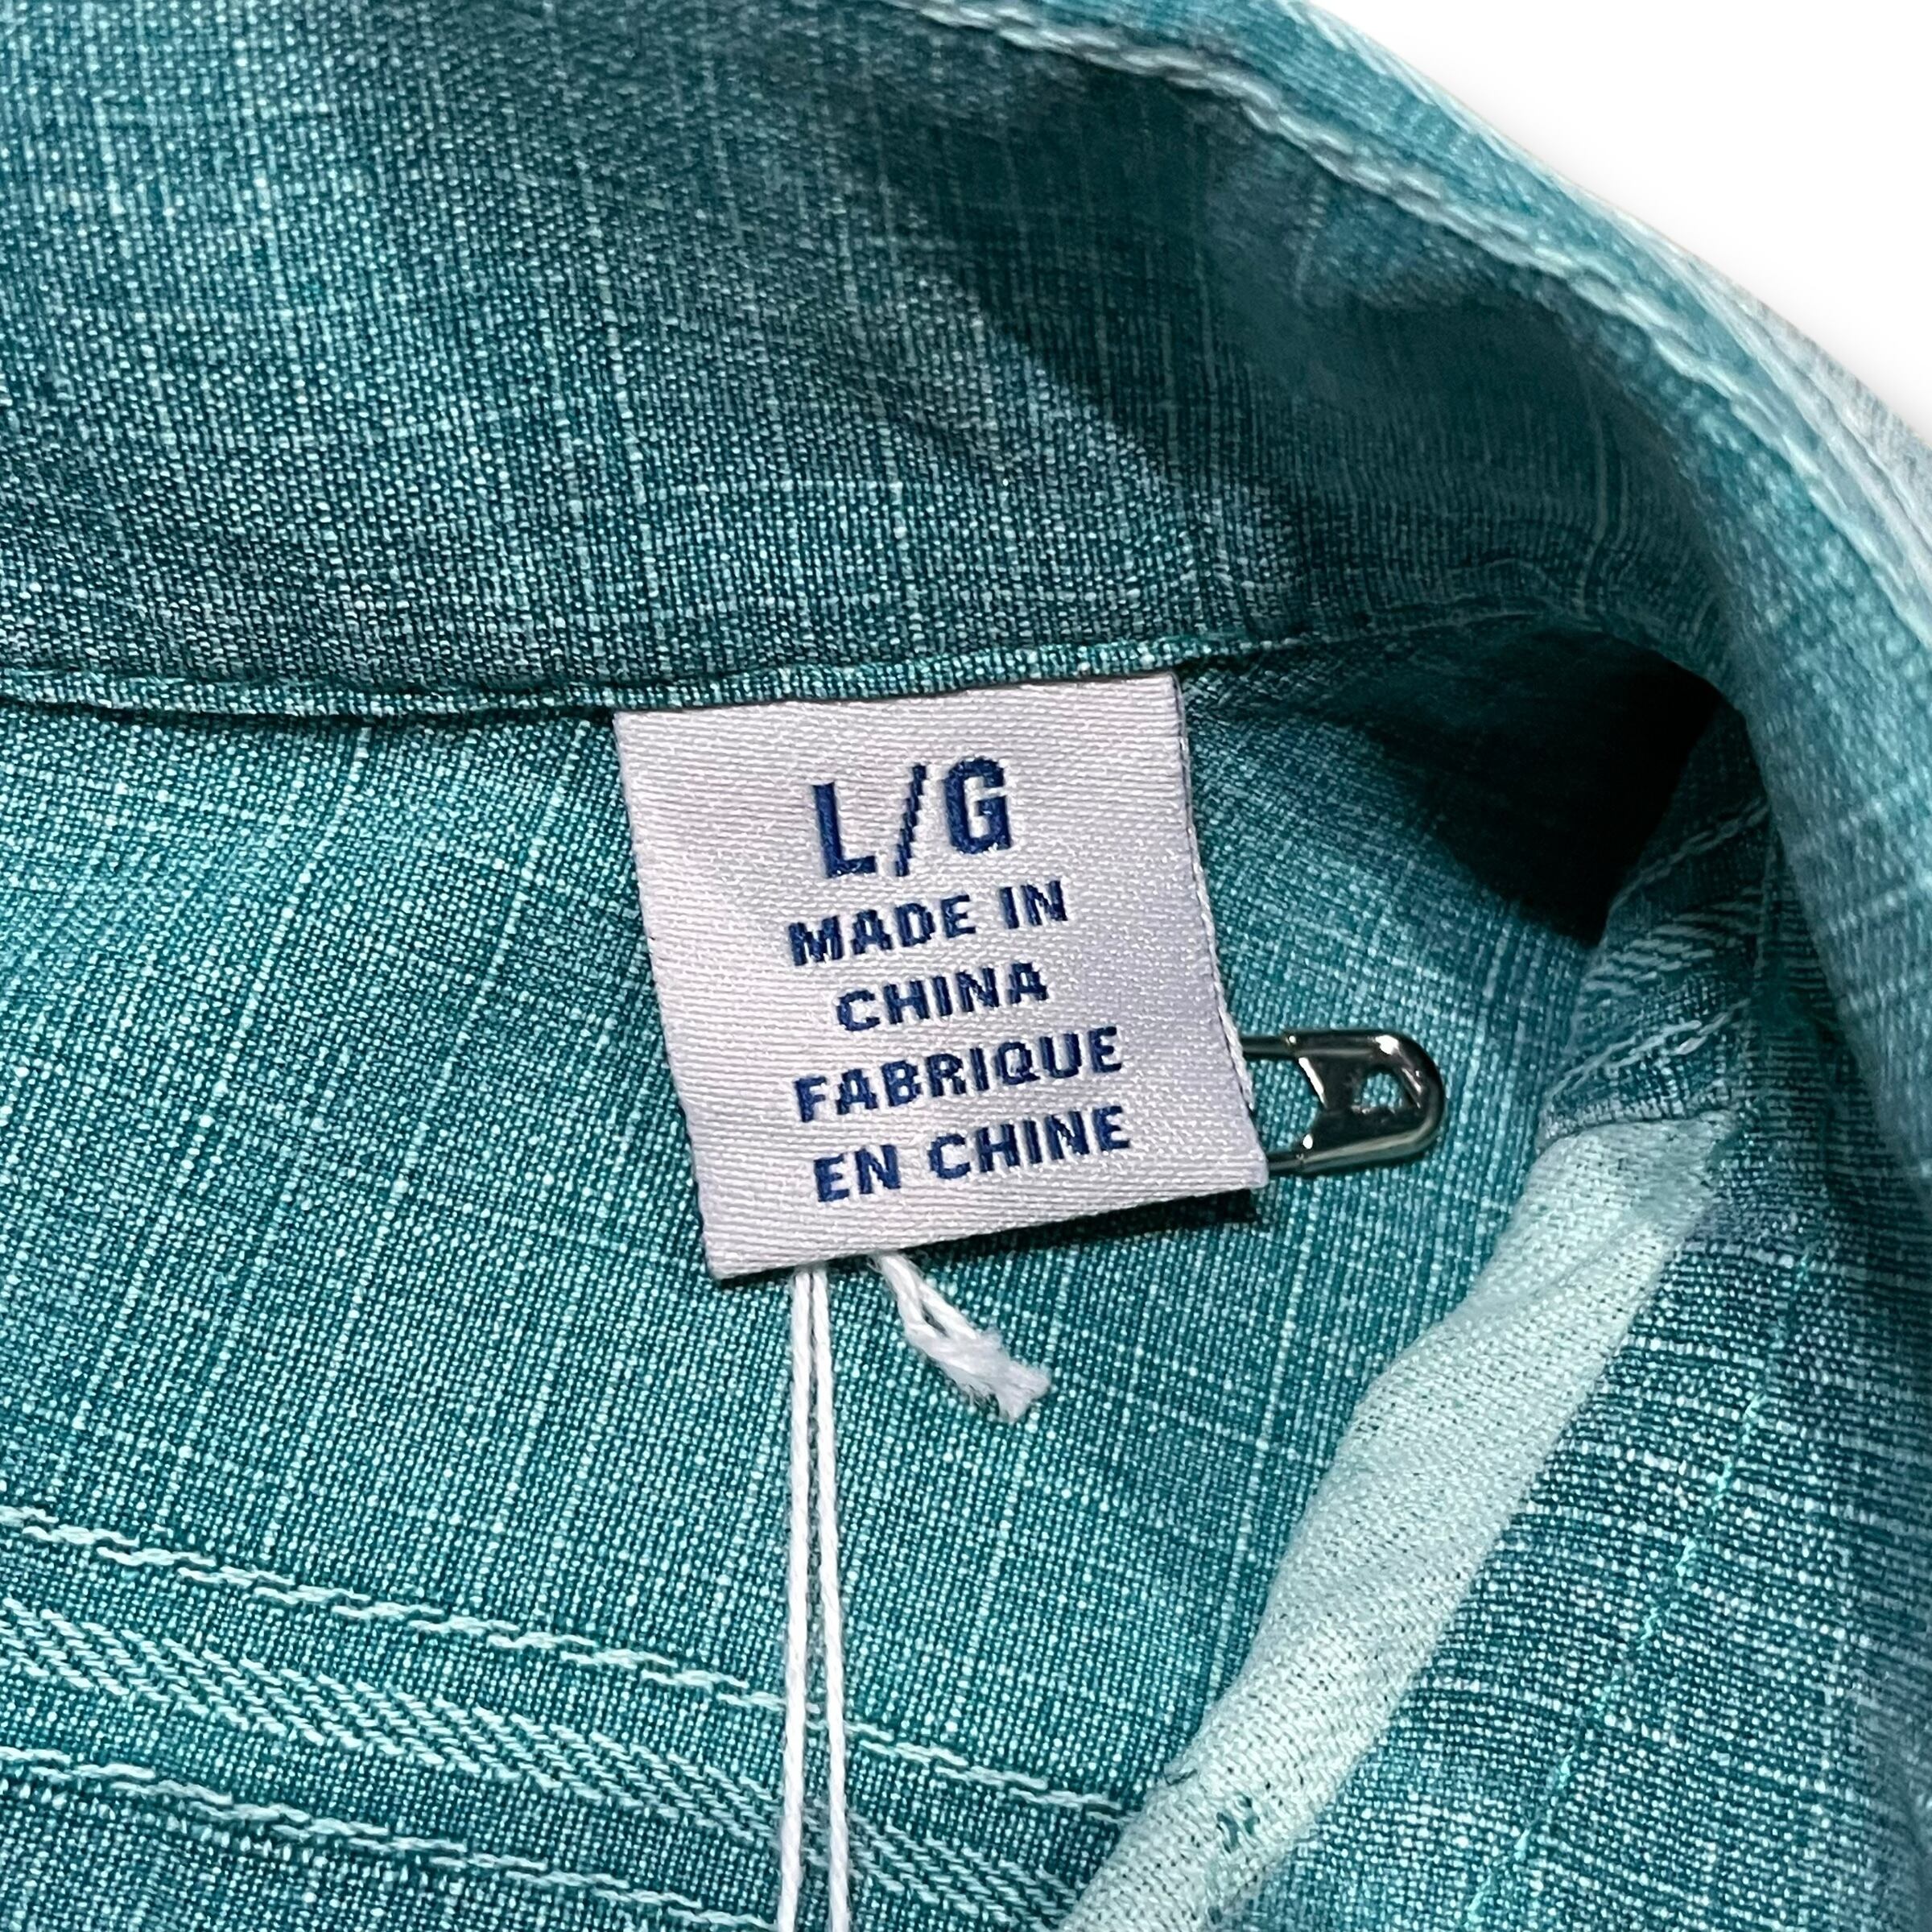 L/G
MADE IN
CHINA
FABRIQUE
EN CHINE